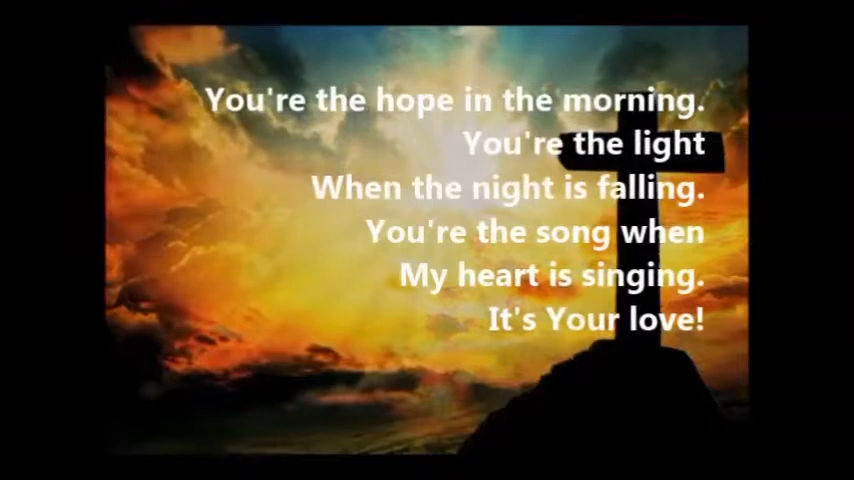 You're the hope in the morning.
You're the light
When the night is falling.
You're the song when
My heart is singing.
It's Your love!